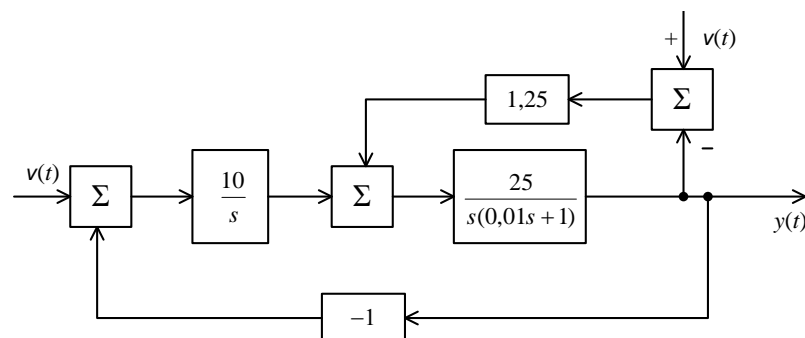 + v(t)
1,25
Σ
–
v(t)
Σ
10
s
Σ
25
s(0,01s + 1)
y(t)
–1